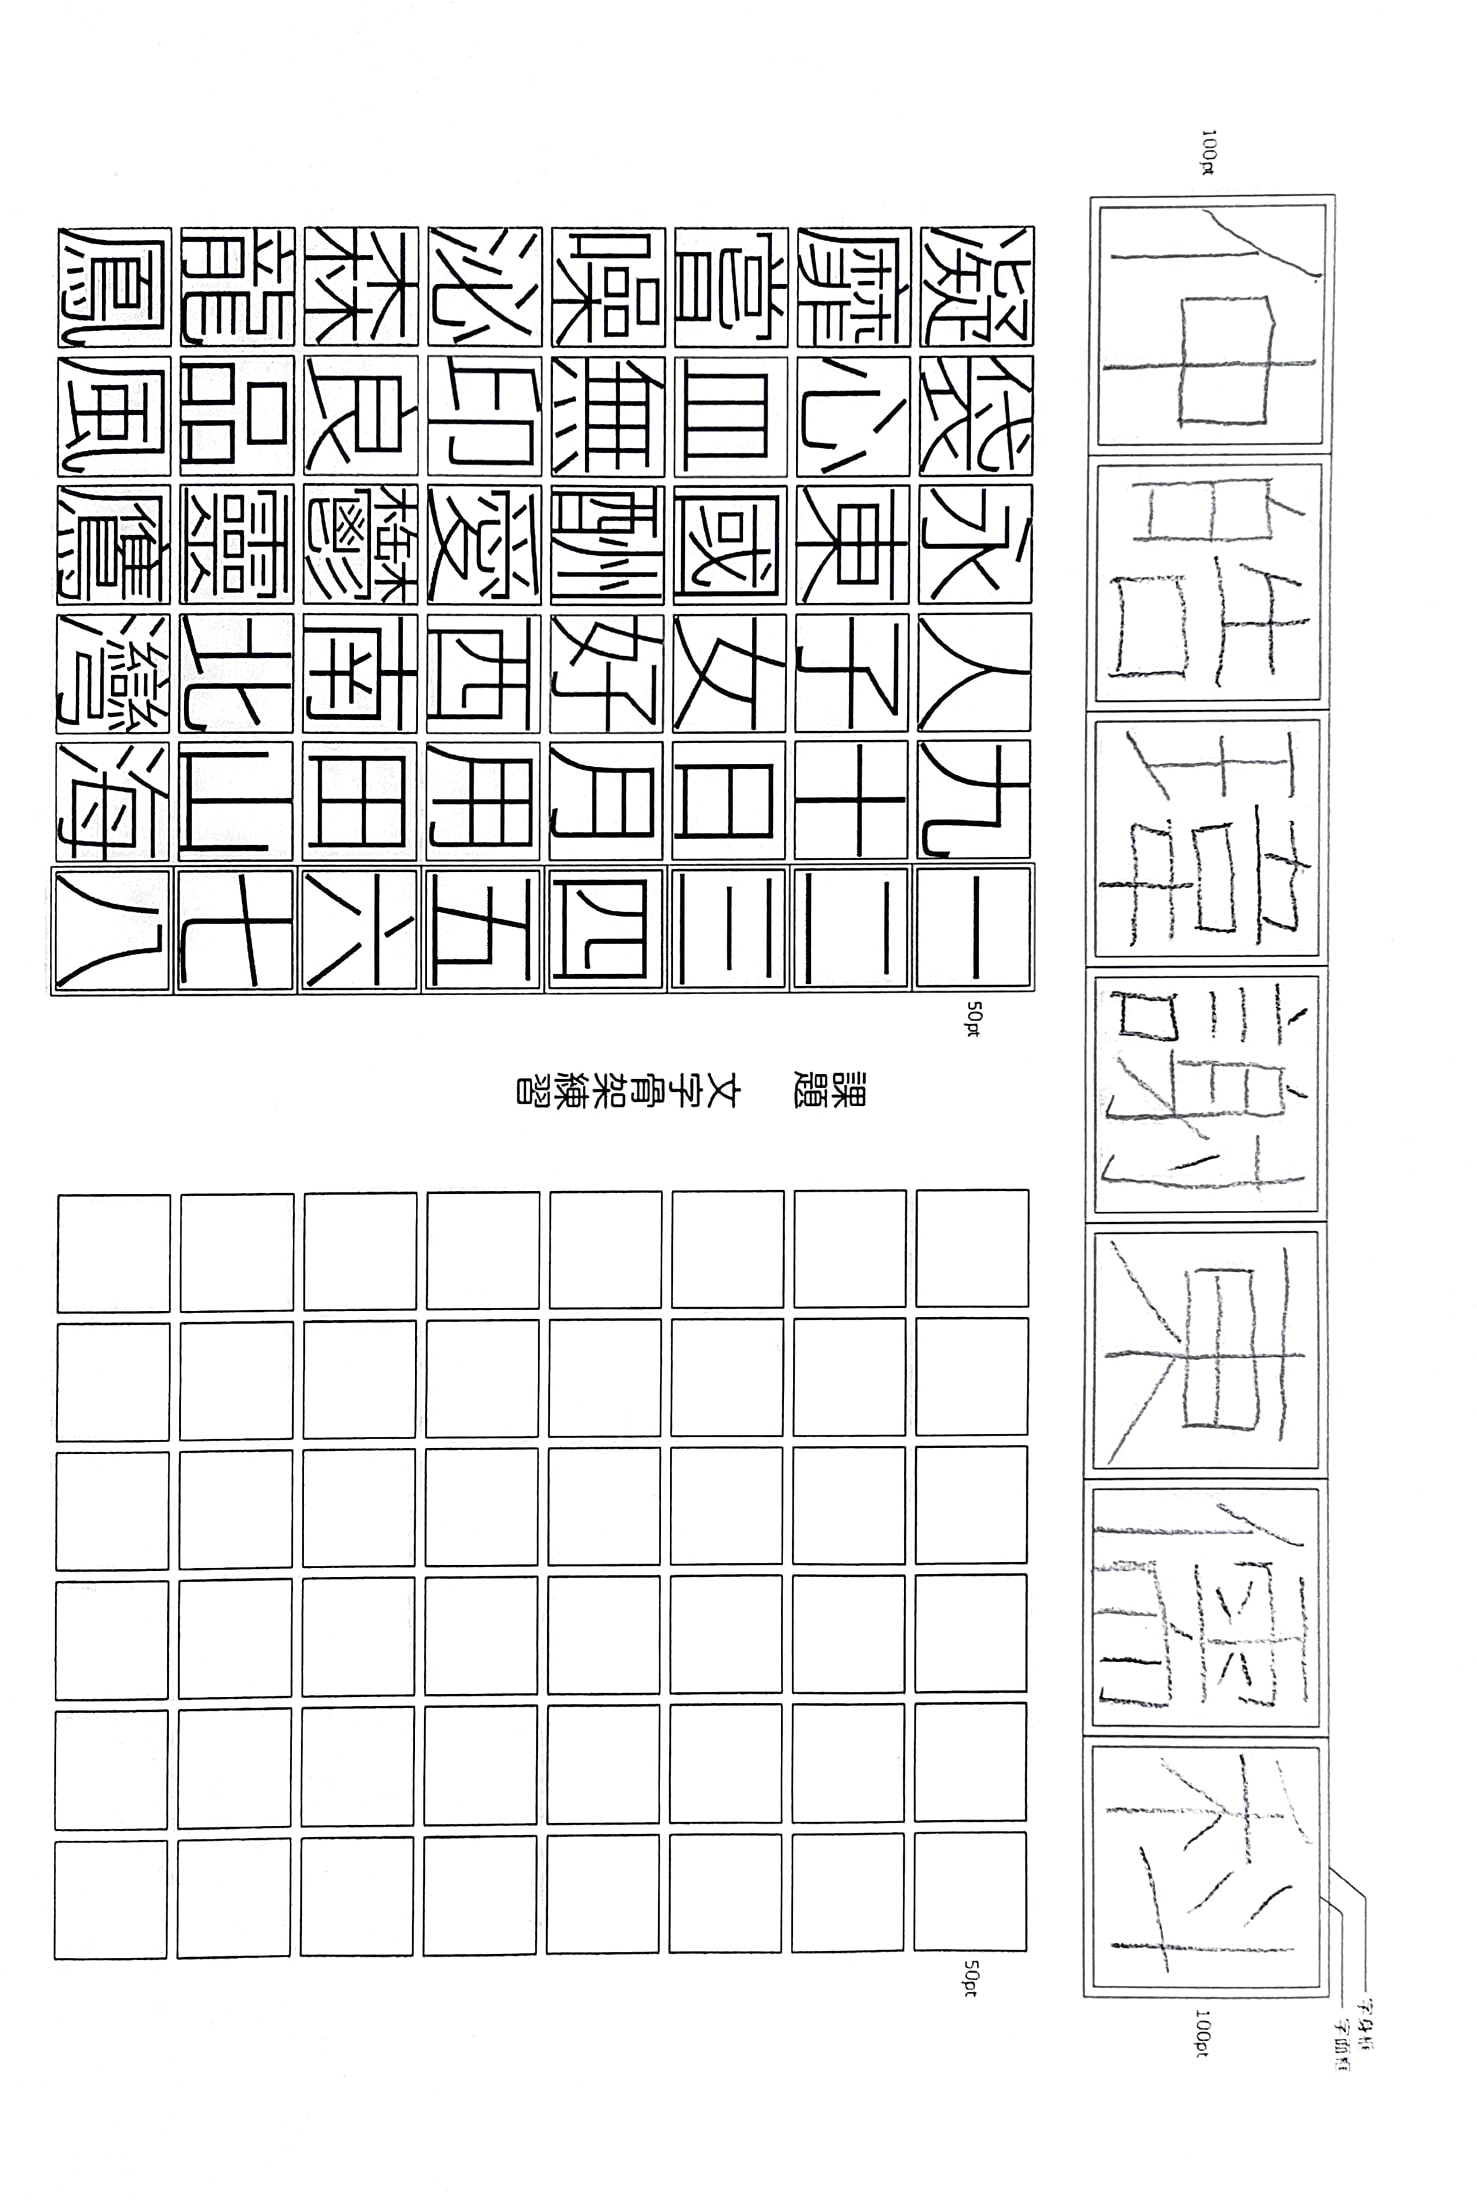 字身框
字面框
100pt
仲皓瑋謝東儒科
100pt
50pt
50pt
課題 文字骨架練習
一二三四五六七八
九十日月用田山海
人子女好西南北灣
永東國酬愛鬱靈鷹
袋心皿無印良品風
凝靡嘗噪泌森龍鳳